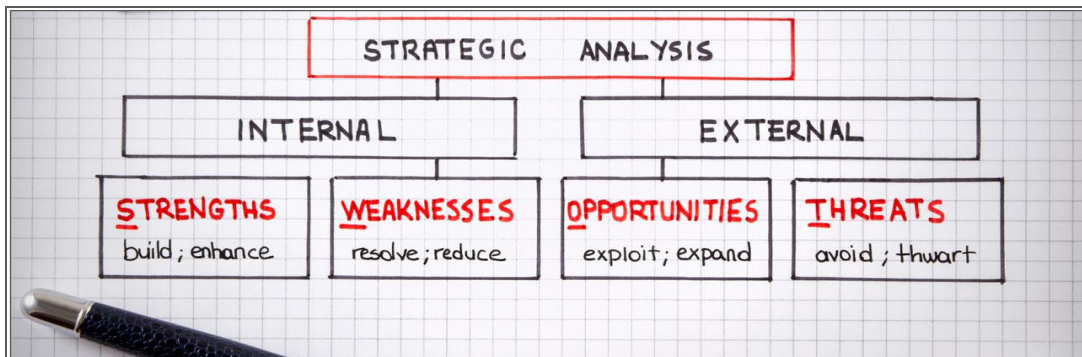 STRATEGIC ANALYSIS
INTERNAL
EXTERNAL
STRENGTHS
build; enhance
WEAKNESSES
resolve; reduce
OPPORTUNITIES
exploit; expand
THREATS
avoid; thwart